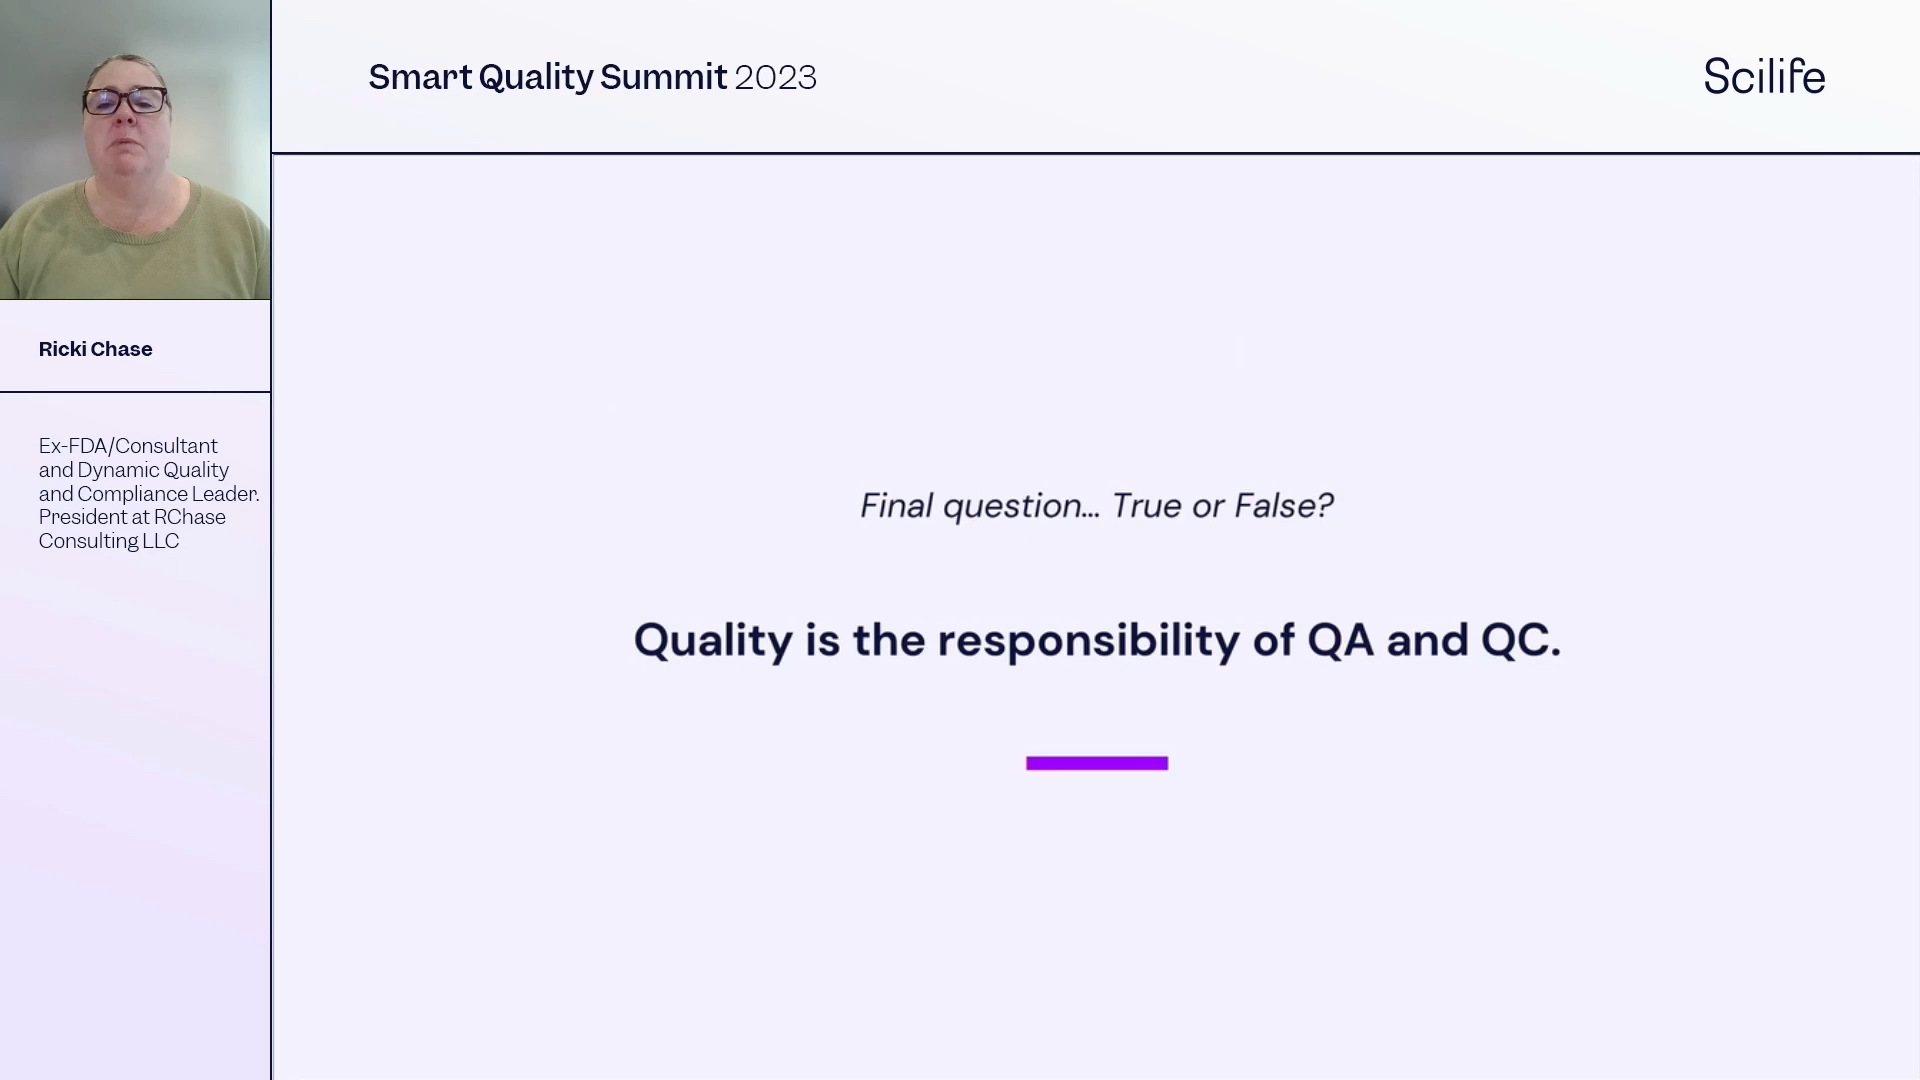 Smart Quality Summit 2023
Scilife
Ricki Chase
Ex-FDA/Consultant
and Dynamic Quality
and Compliance Leader.
President at RChase
Consulting LLC
Final question... True or False?
Quality is the responsibility of QA and QC.